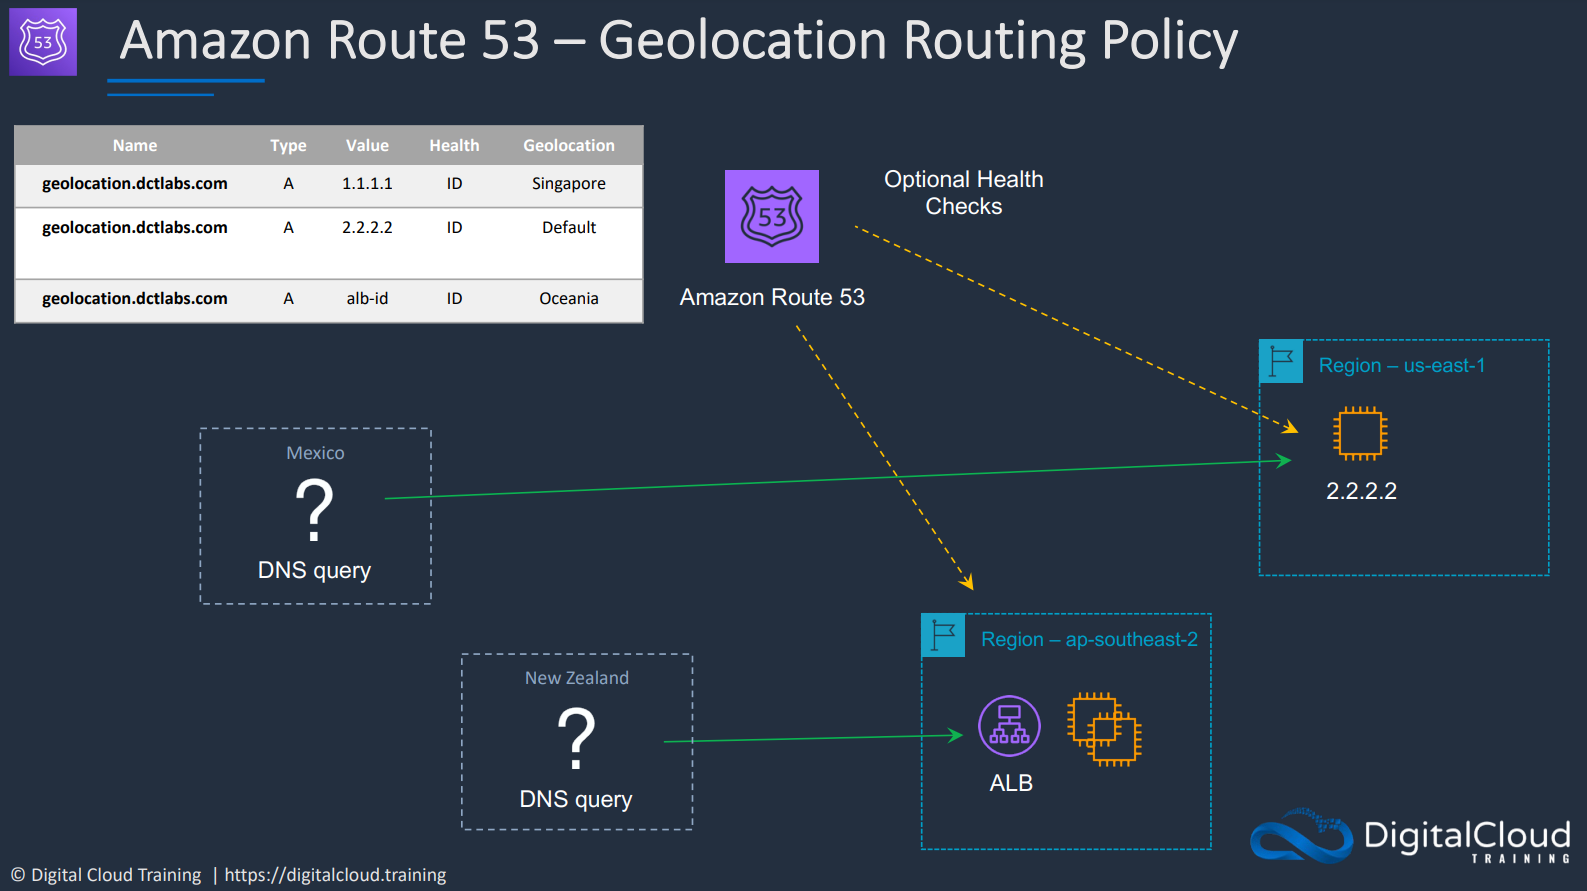 53
Amazon Route 53 – Geolocation Routing Policy
Name Type Value Health Geolocation
geolocation.dctlabs.com A 1.1.1.1 ID Singapore
geolocation.dctlabs.com A 2.2.2.2 ID Default
geolocation.dctlabs.com A alb-id ID Oceania
53
Amazon Route 53
Optional Health
Checks
Region – us-east-1
2.2.2.2
Mexico
?
DNS query
New Zealand
?
DNS query
Region – ap-southeast-2
ALB
DigitalCloud
TRAINING
© Digital Cloud Training | https://digitalcloud.training